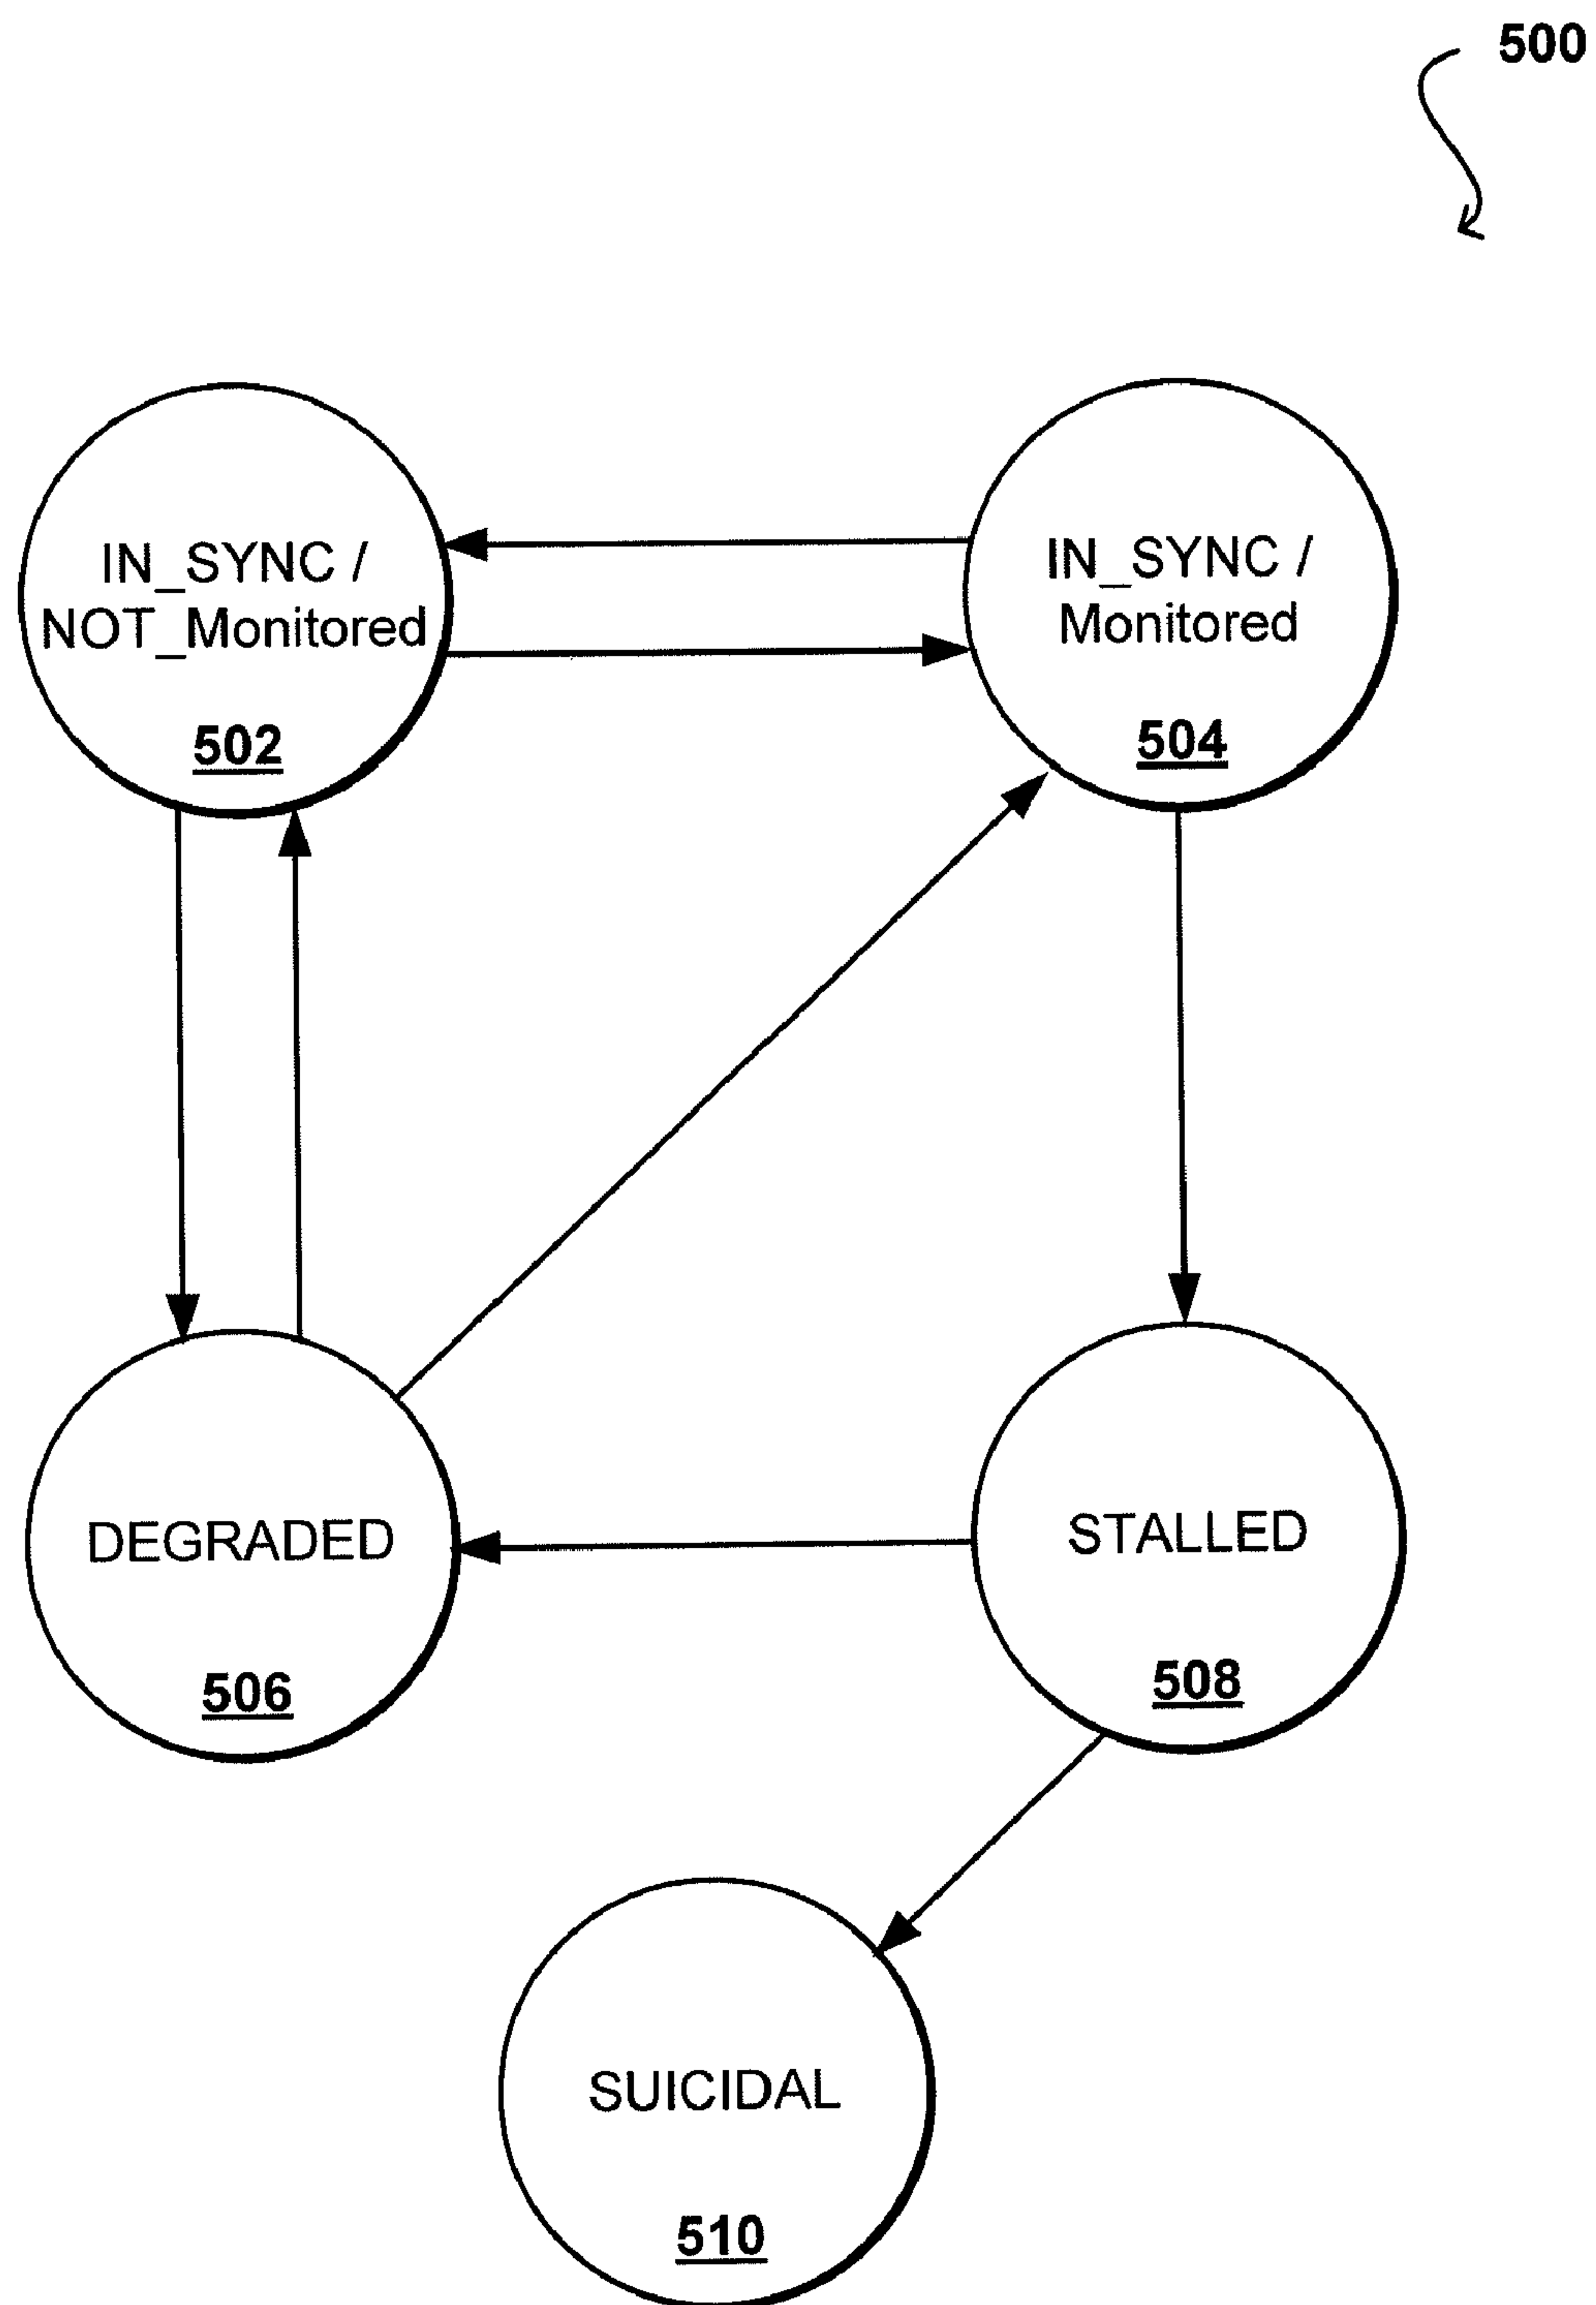 500
IN_SYNC /
NOT_Monitored
502
IN_SYNC /
Monitored
504
DEGRADED
506
STALLED
508
SUICIDAL
510